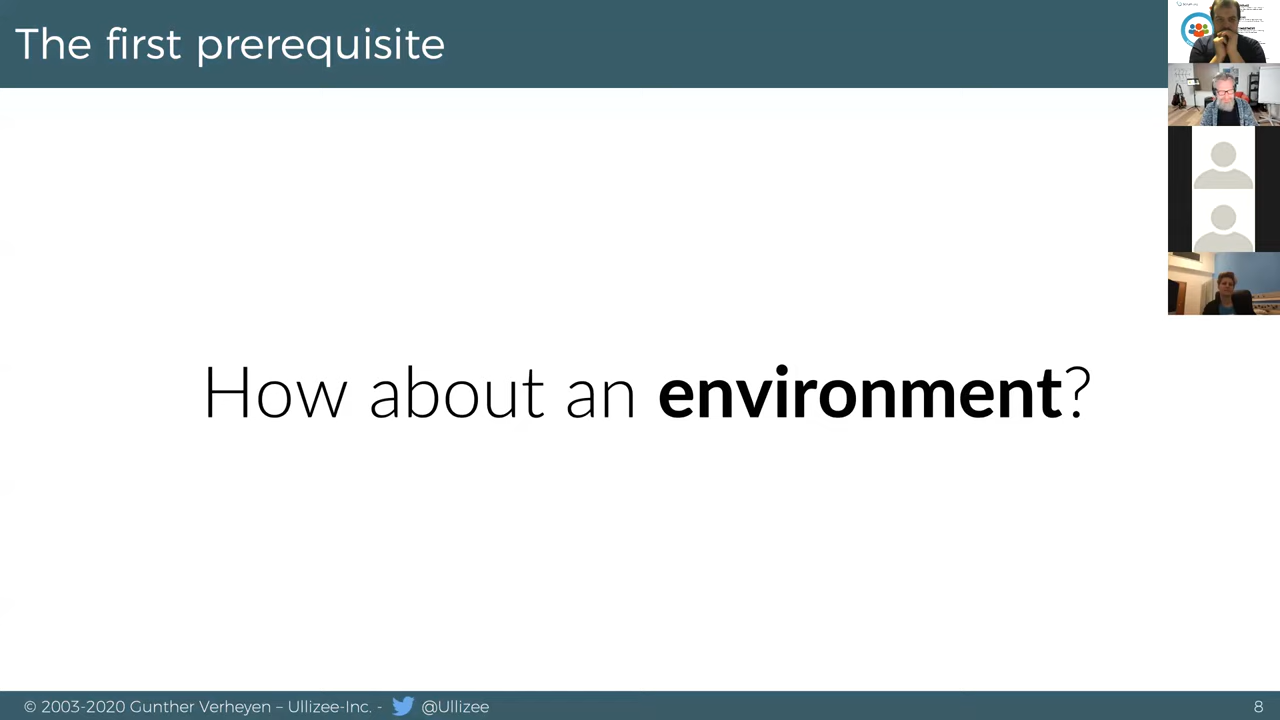 The first prerequisite
How about an environment?
© 2003-2020 Gunther Verheyen – Ullizee-Inc. - @Ullizee
8